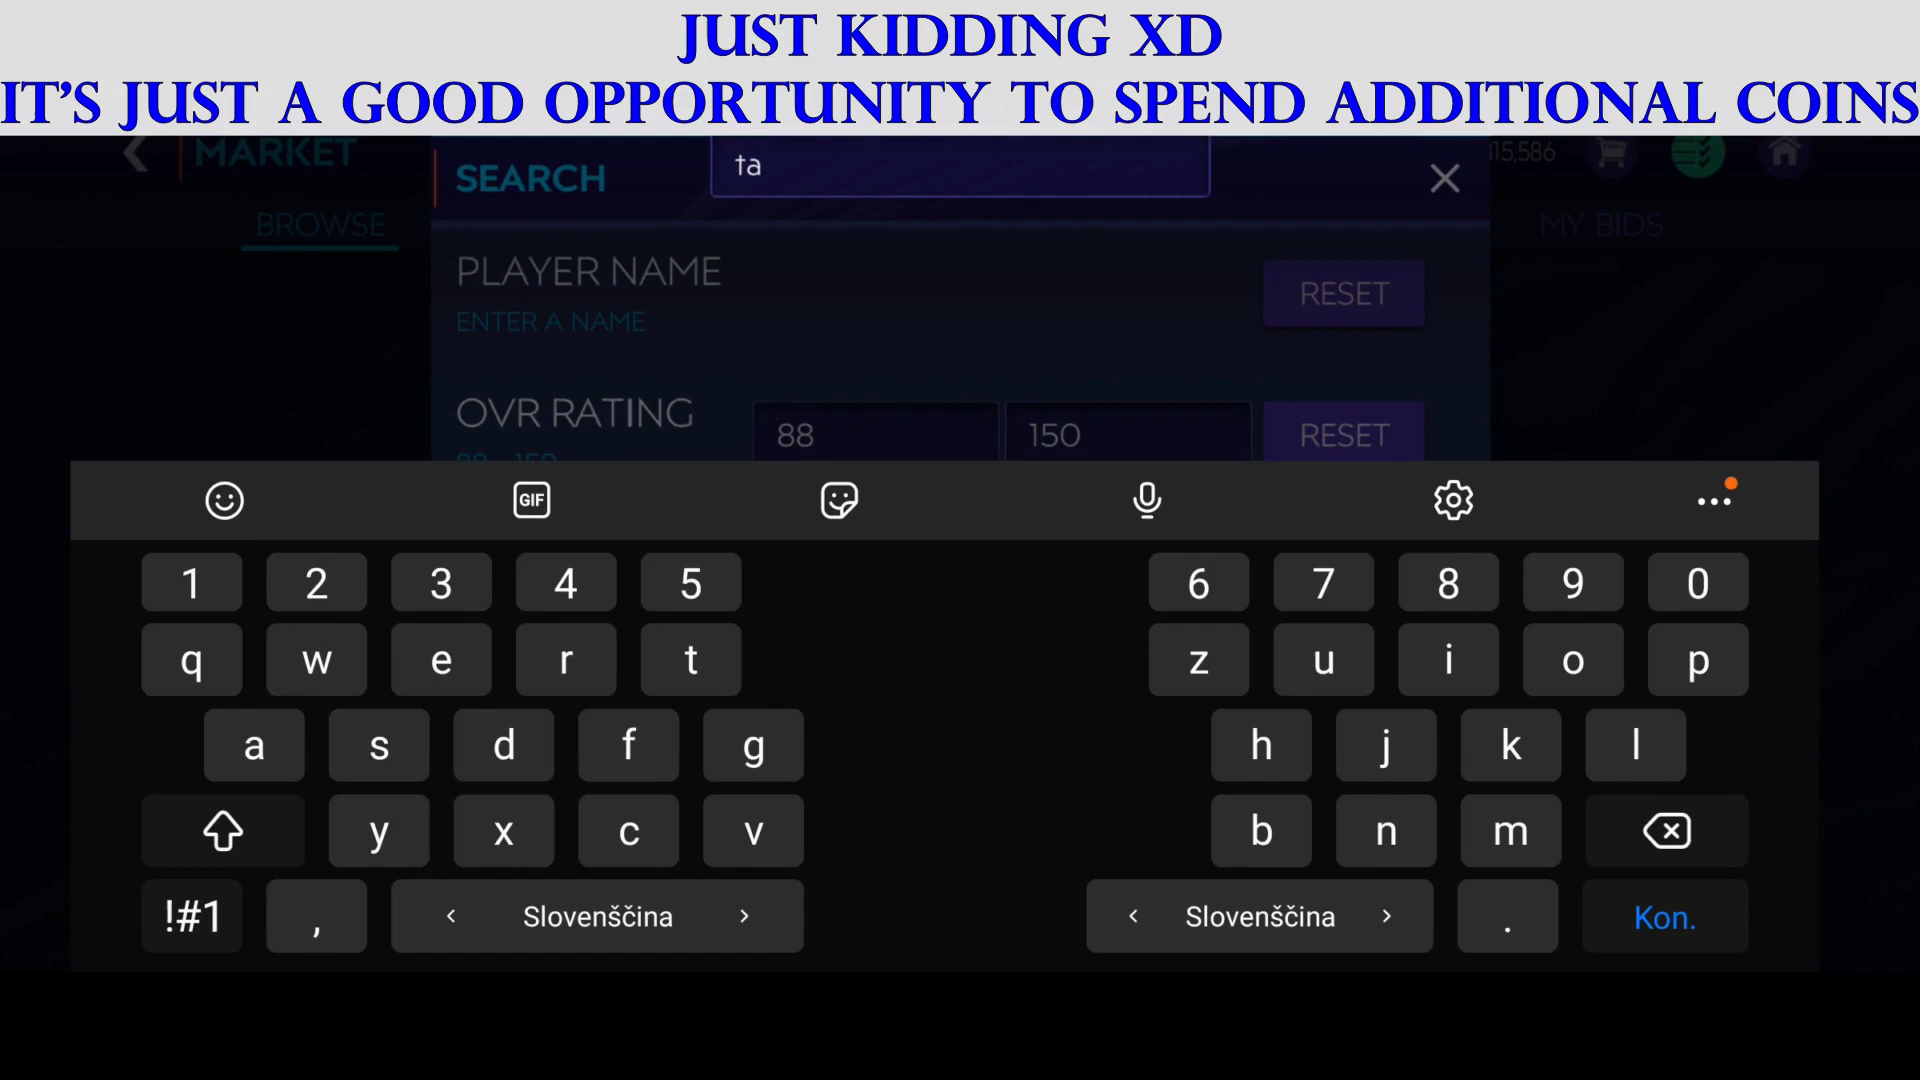 JUST KIDDING XD
IT'S JUST A GOOD OPPORTUNITY TO SPEND ADDITIONAL COINS
MARKET
SEARCH
ta
BROWSE
MY BIDS
PLAYER NAME
RESET
ENTER A NAME
OVR RATING
88
150
RESET
GIF
1 2 3 4 5 6 7 8 9 0
q w e r t z u i o p
a s d f g h j k l
y x c v b n m
!#1 , < Slovenščina > < Slovenščina > . Kon.